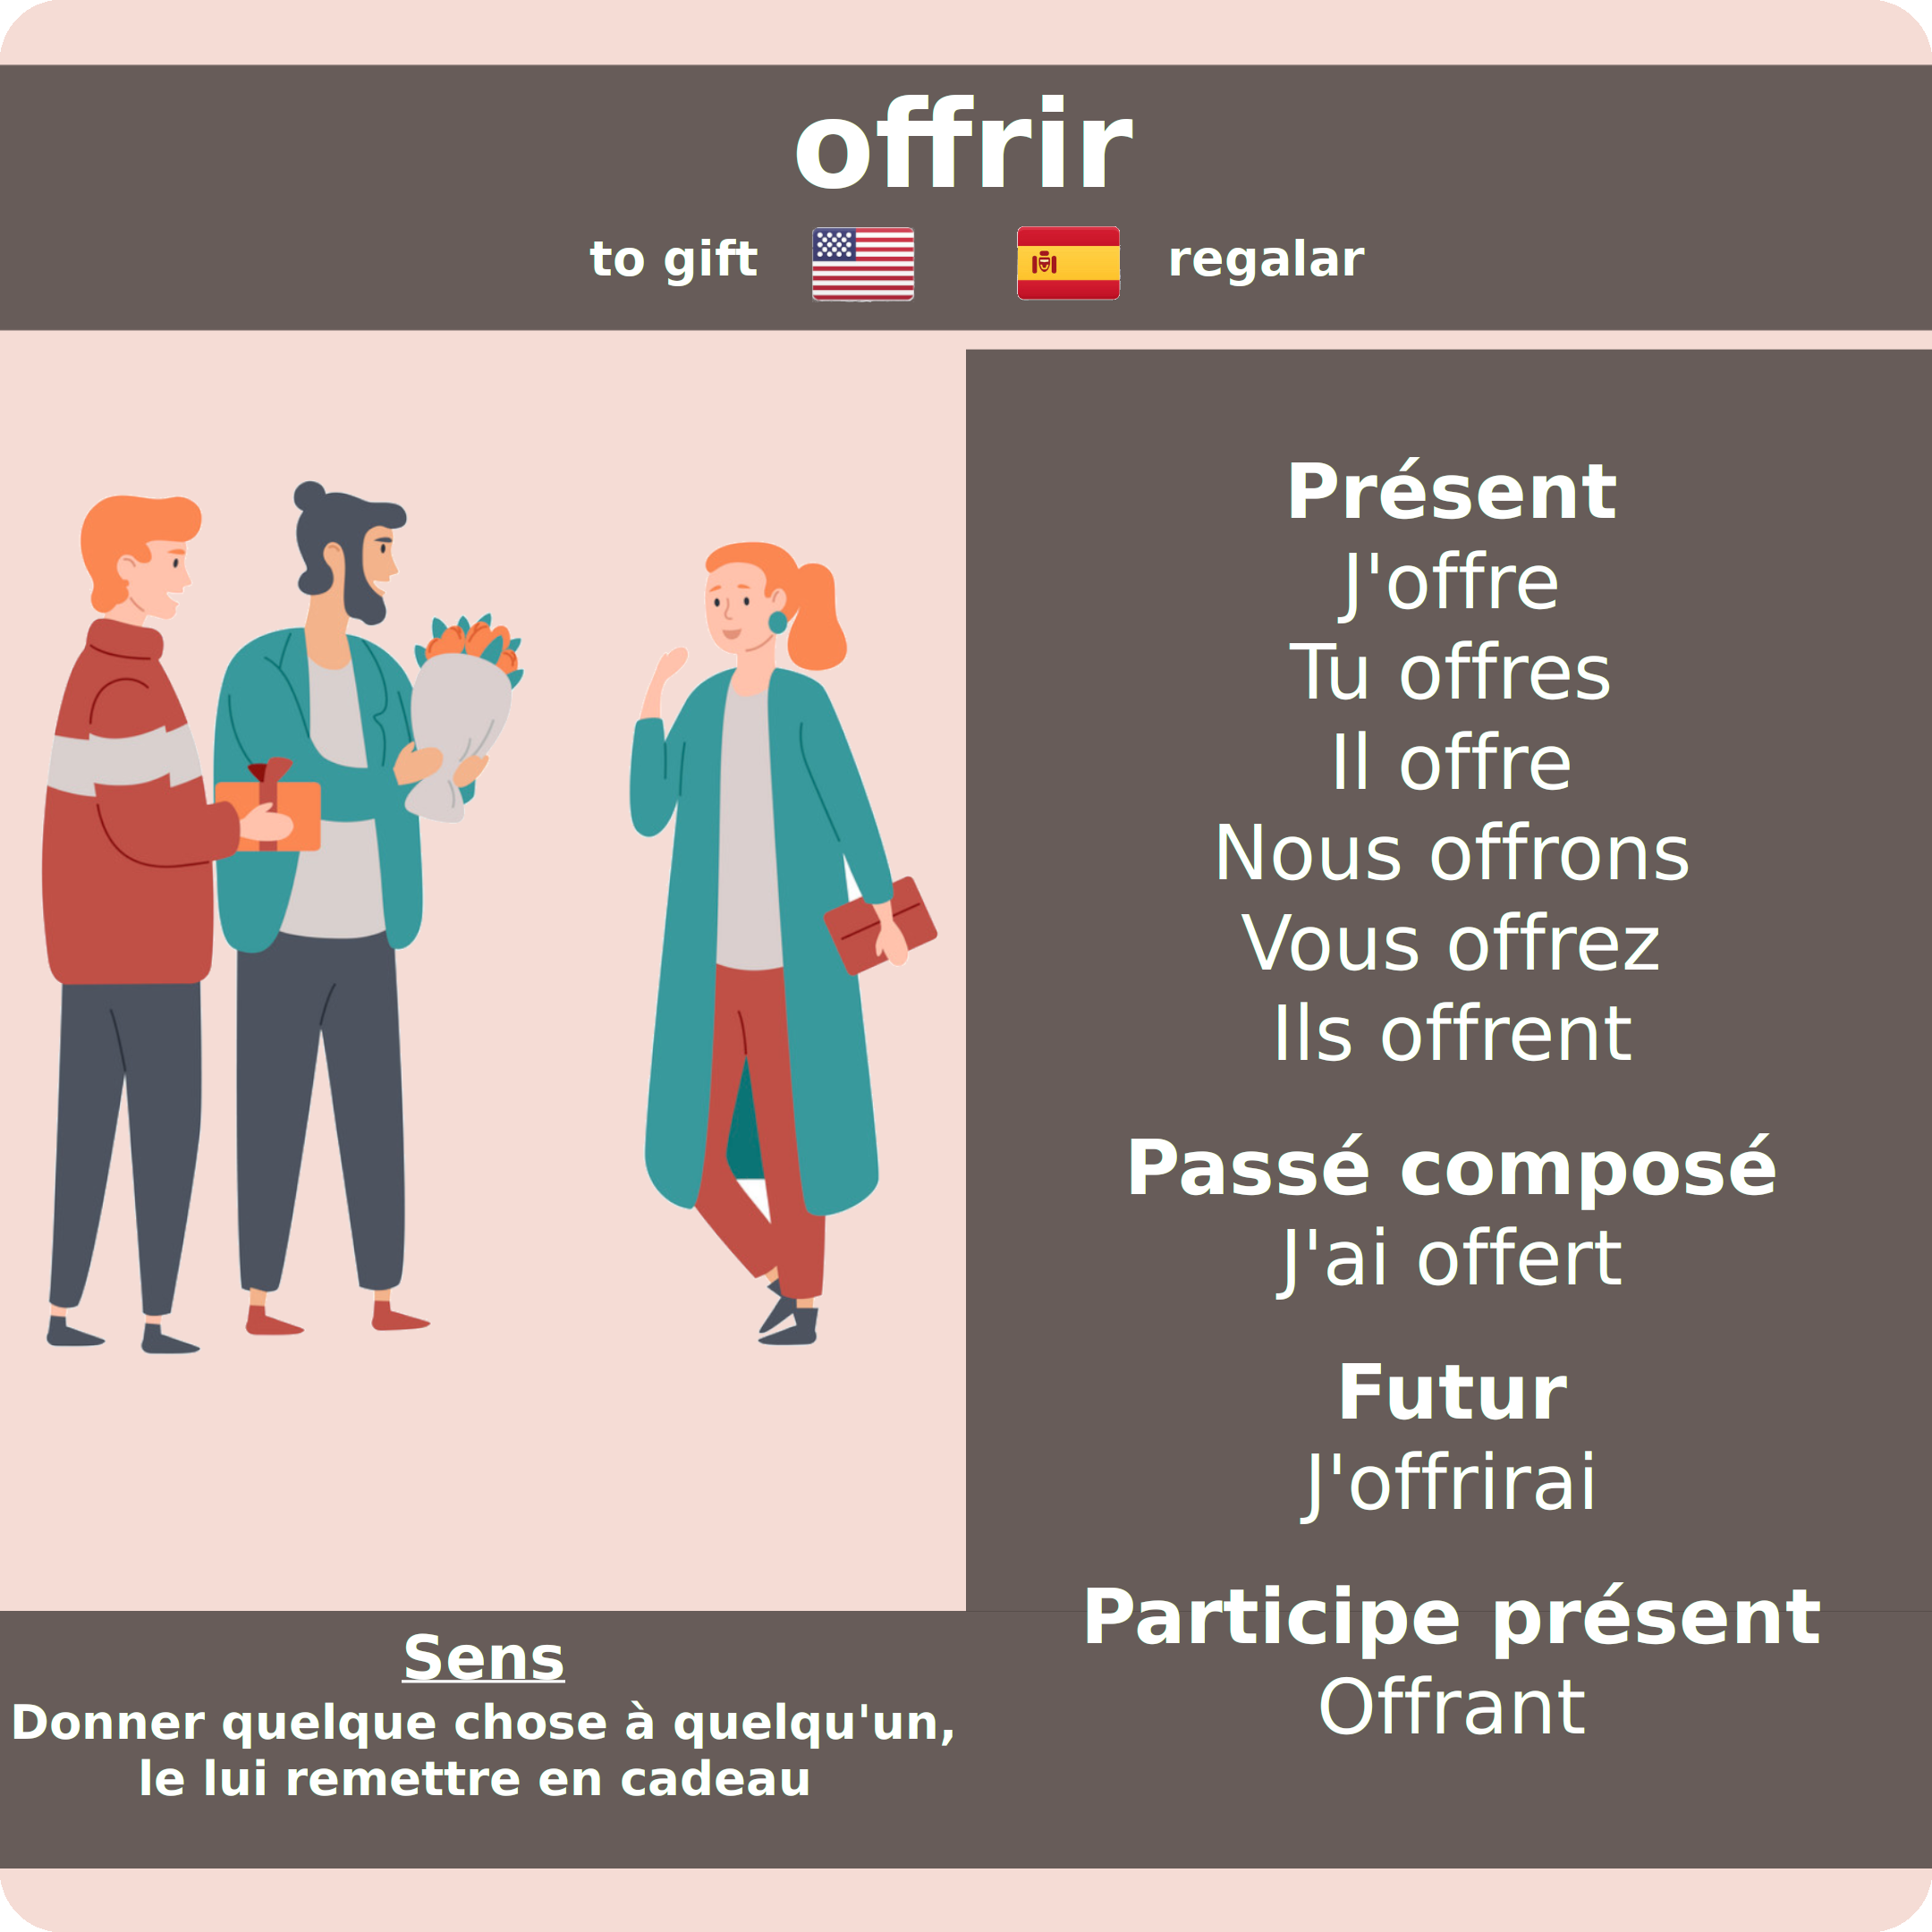 offrir
to gift
regalar
Présent
J'offre
Tu offres
Il offre
Nous offrons
Vous offrez
Ils offrent
Passé composé
J'ai offert
Futur
J'offrirai
Participe présent
Offrant
Sens
Donner quelque chose à quelqu'un,
le lui remettre en cadeau